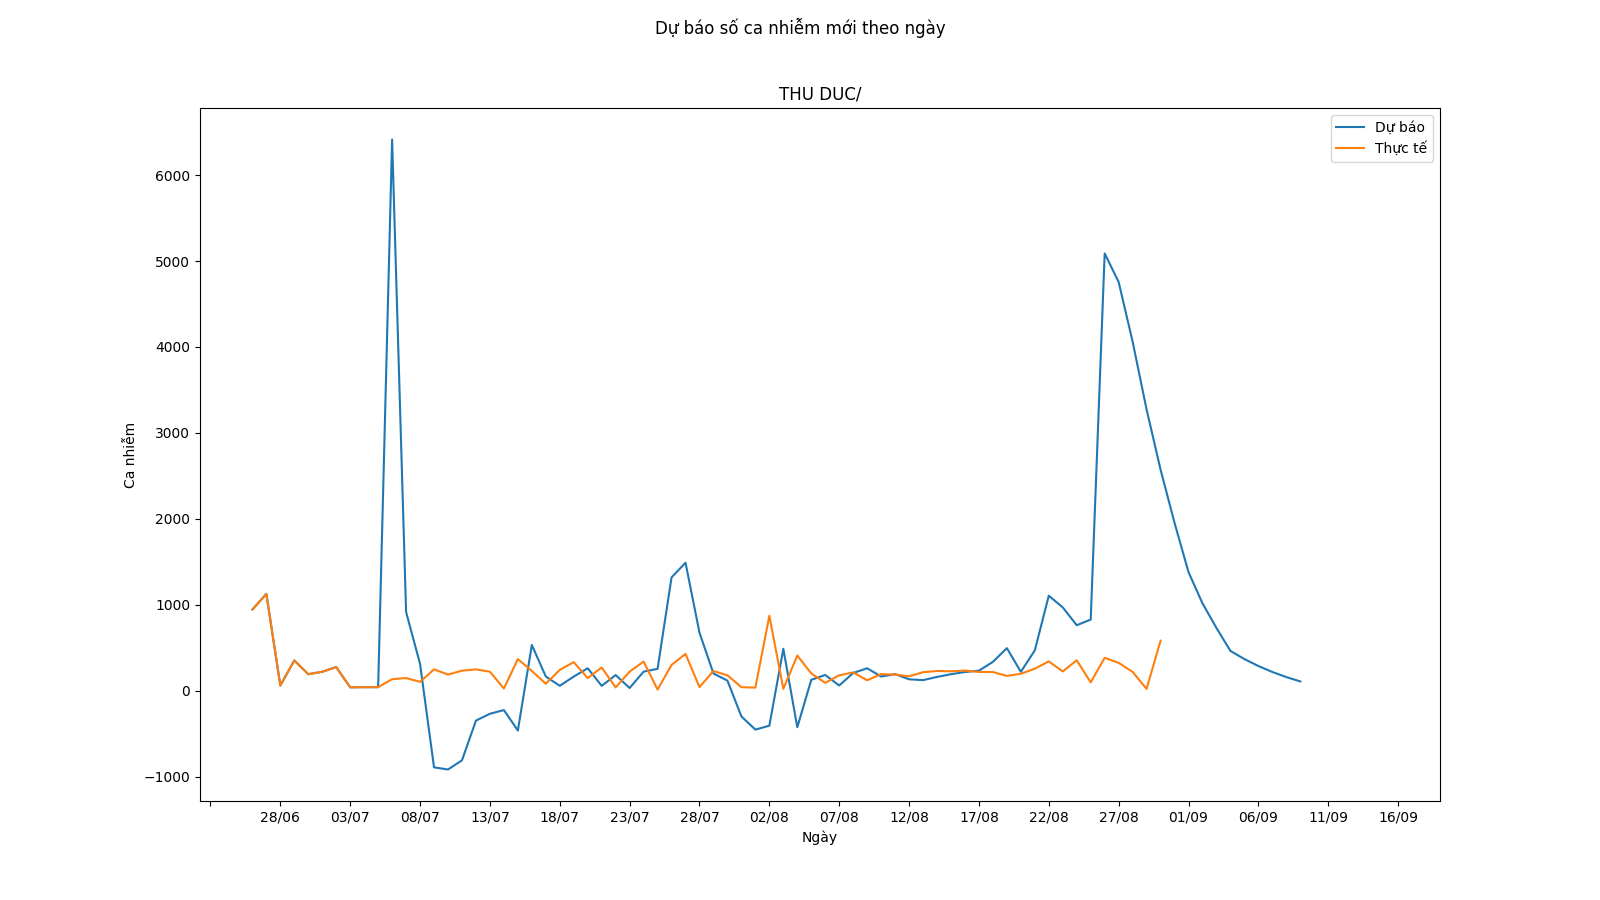 Dự báo số ca nhiễm mới theo ngày
THU DUC/
Dự báo
Thực tế
6000
5000
4000
3000
2000
1000
0
−1000
Ca nhiễm
28/06 03/07 08/07 13/07 18/07 23/07 28/07 02/08 07/08 12/08 17/08 22/08 27/08 01/09 06/09 11/09 16/09
Ngày